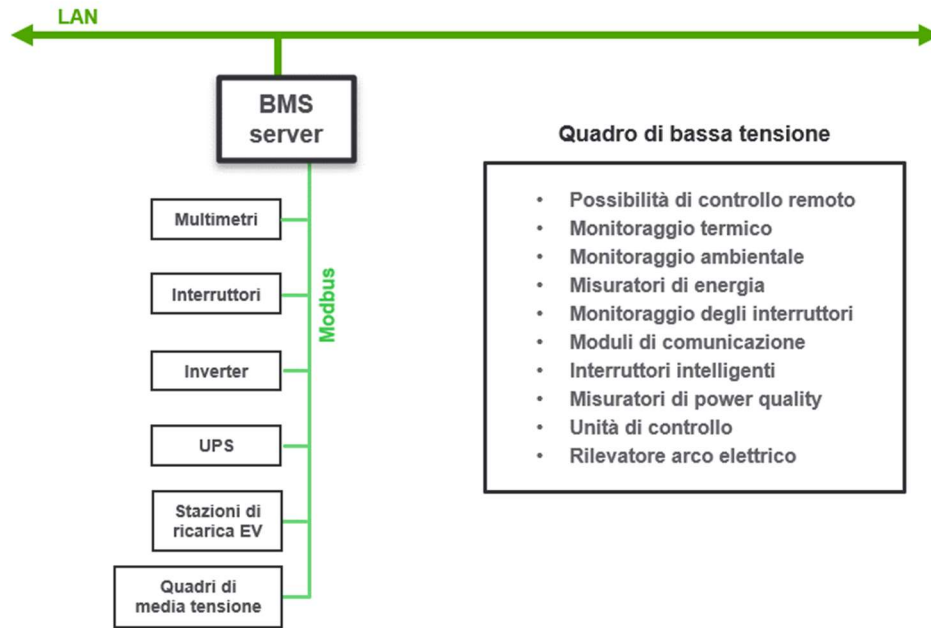 LAN
BMS
server
Multimetri
Interruttori
Inverter
UPS
Stazioni di
ricarica EV
Quadri di
media tensione
Modbus
Quadro di bassa tensione
• Possibilità di controllo remoto
• Monitoraggio termico
• Monitoraggio ambientale
• Misuratori di energia
• Monitoraggio degli interruttori
• Moduli di comunicazione
• Interruttori intelligenti
• Misuratori di power quality
• Unità di controllo
• Rilevatore arco elettrico